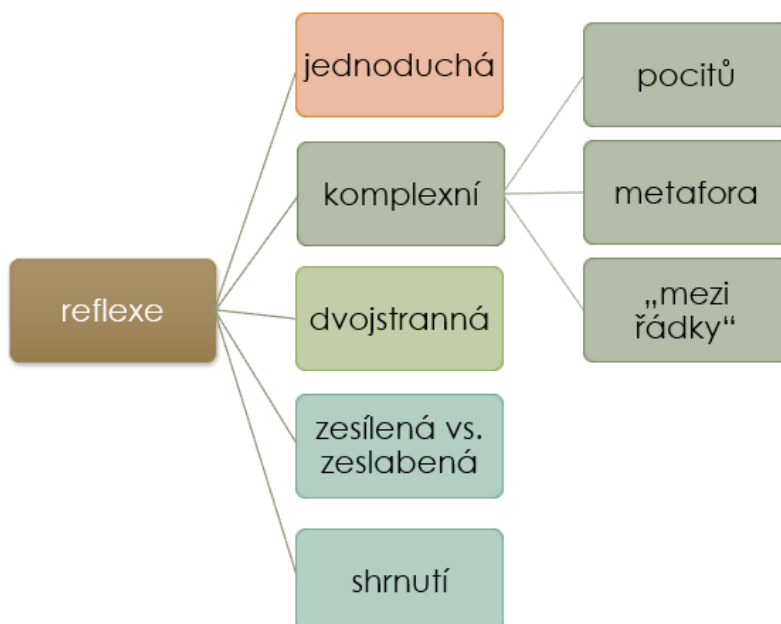 reflexe
jednoduchá
komplexní
pocitů
metafora
„mezi
řádky“
dvojstranná
zesílená vs.
zeslabená
shrnutí